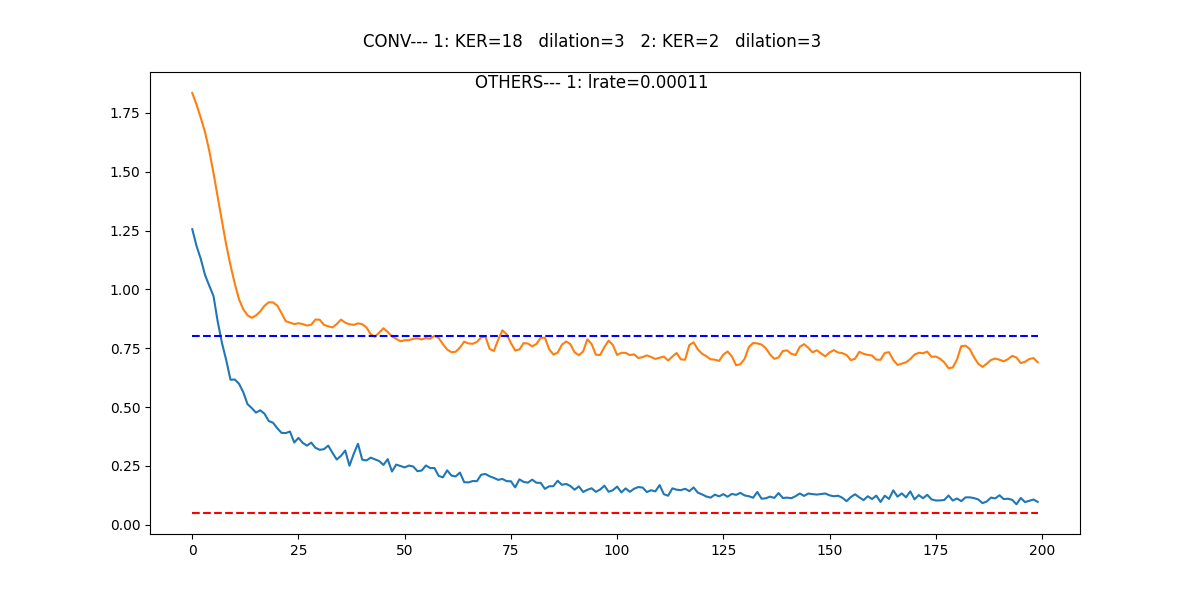 CONV--- 1: KER=18   dilation=3   2: KER=2   dilation=3
OTHERS--- 1: lrate=0.00011
1.75
1.50
1.25
1.00
0.75
0.50
0.25
0.00
0 25 50 75 100 125 150 175 200